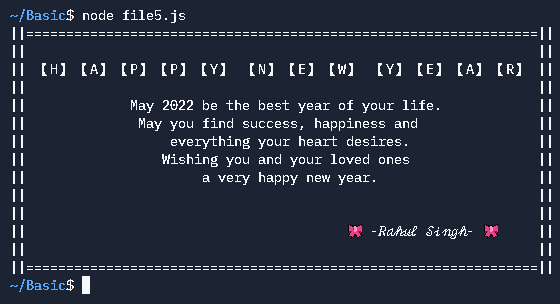 ~/Basic$ node file5.js
||================================================================||
|| ||
|| 【H】【A】【P】【P】【Y】 【N】【E】【W】 【Y】【E】【A】【R】 ||
|| ||
|| May 2022 be the best year of your life. ||
|| May you find success, happiness and ||
|| everything your heart desires. ||
|| Wishing you and your loved ones ||
|| a very happy new year. ||
|| ||
|| ||
|| 🎀 -𝓡𝓪𝓱𝓾𝓵 𝓢𝓲𝓷𝓰𝓱- 🎀 ||
|| ||
||================================================================||
~/Basic$